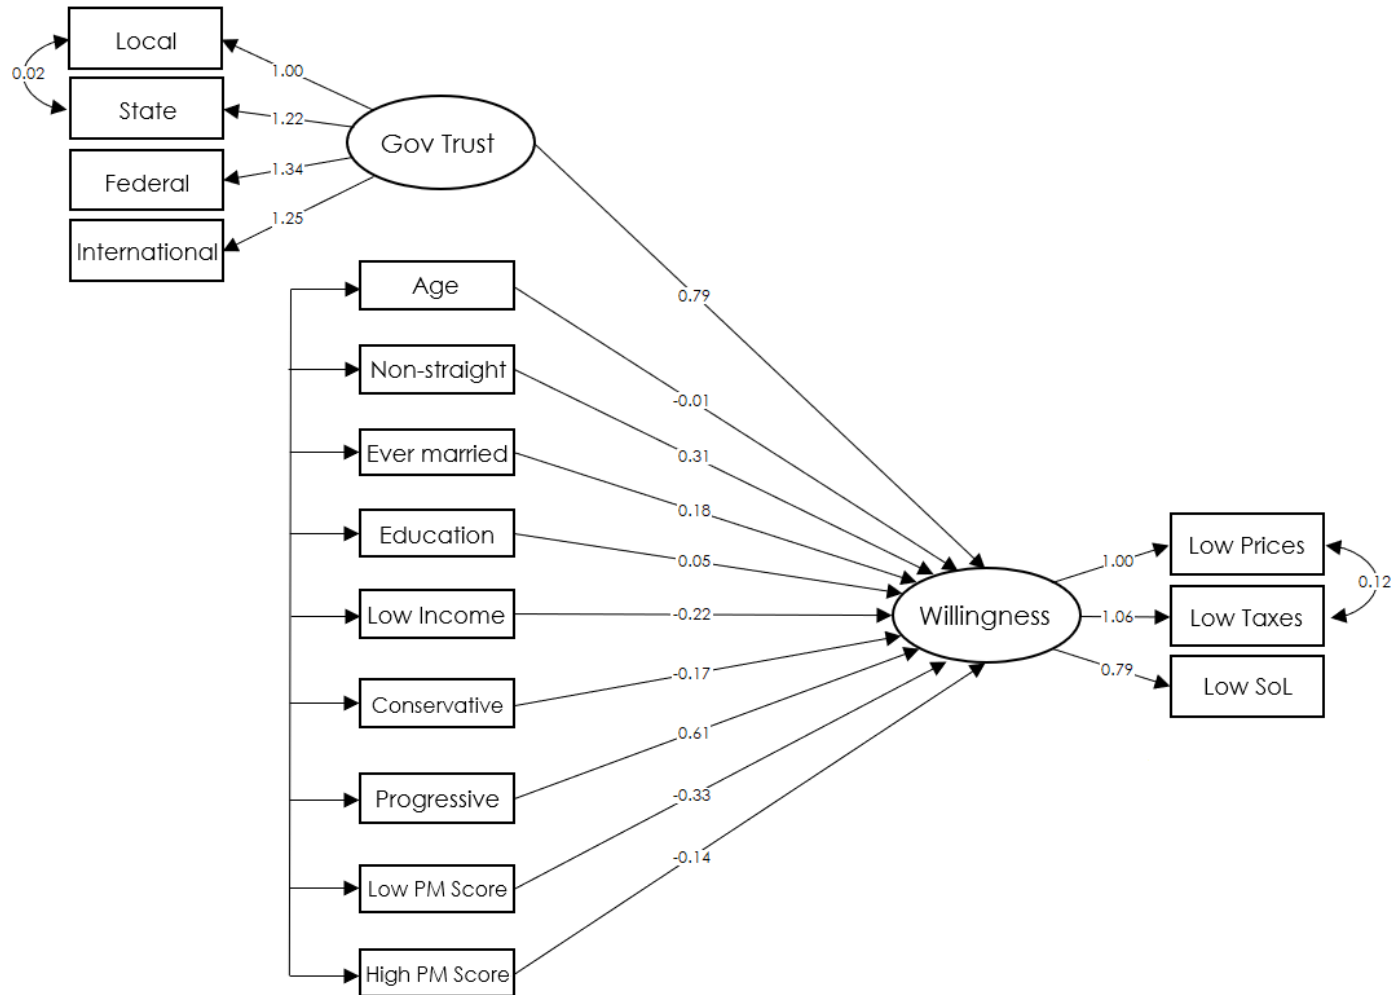 Local
0.02
1.00
State
1.22
Gov Trust
Federal
1.34
International
1.25
0.79
Age
-0.01
Non-straight
0.31
Ever married
0.18
Education
0.05
Low Income
-0.22
Conservative
-0.17
Progressive
0.61
Low PM Score
-0.33
High PM Score
-0.14
Willingness
1.00
Low Prices
0.12
1.06
Low Taxes
0.79
Low SoL